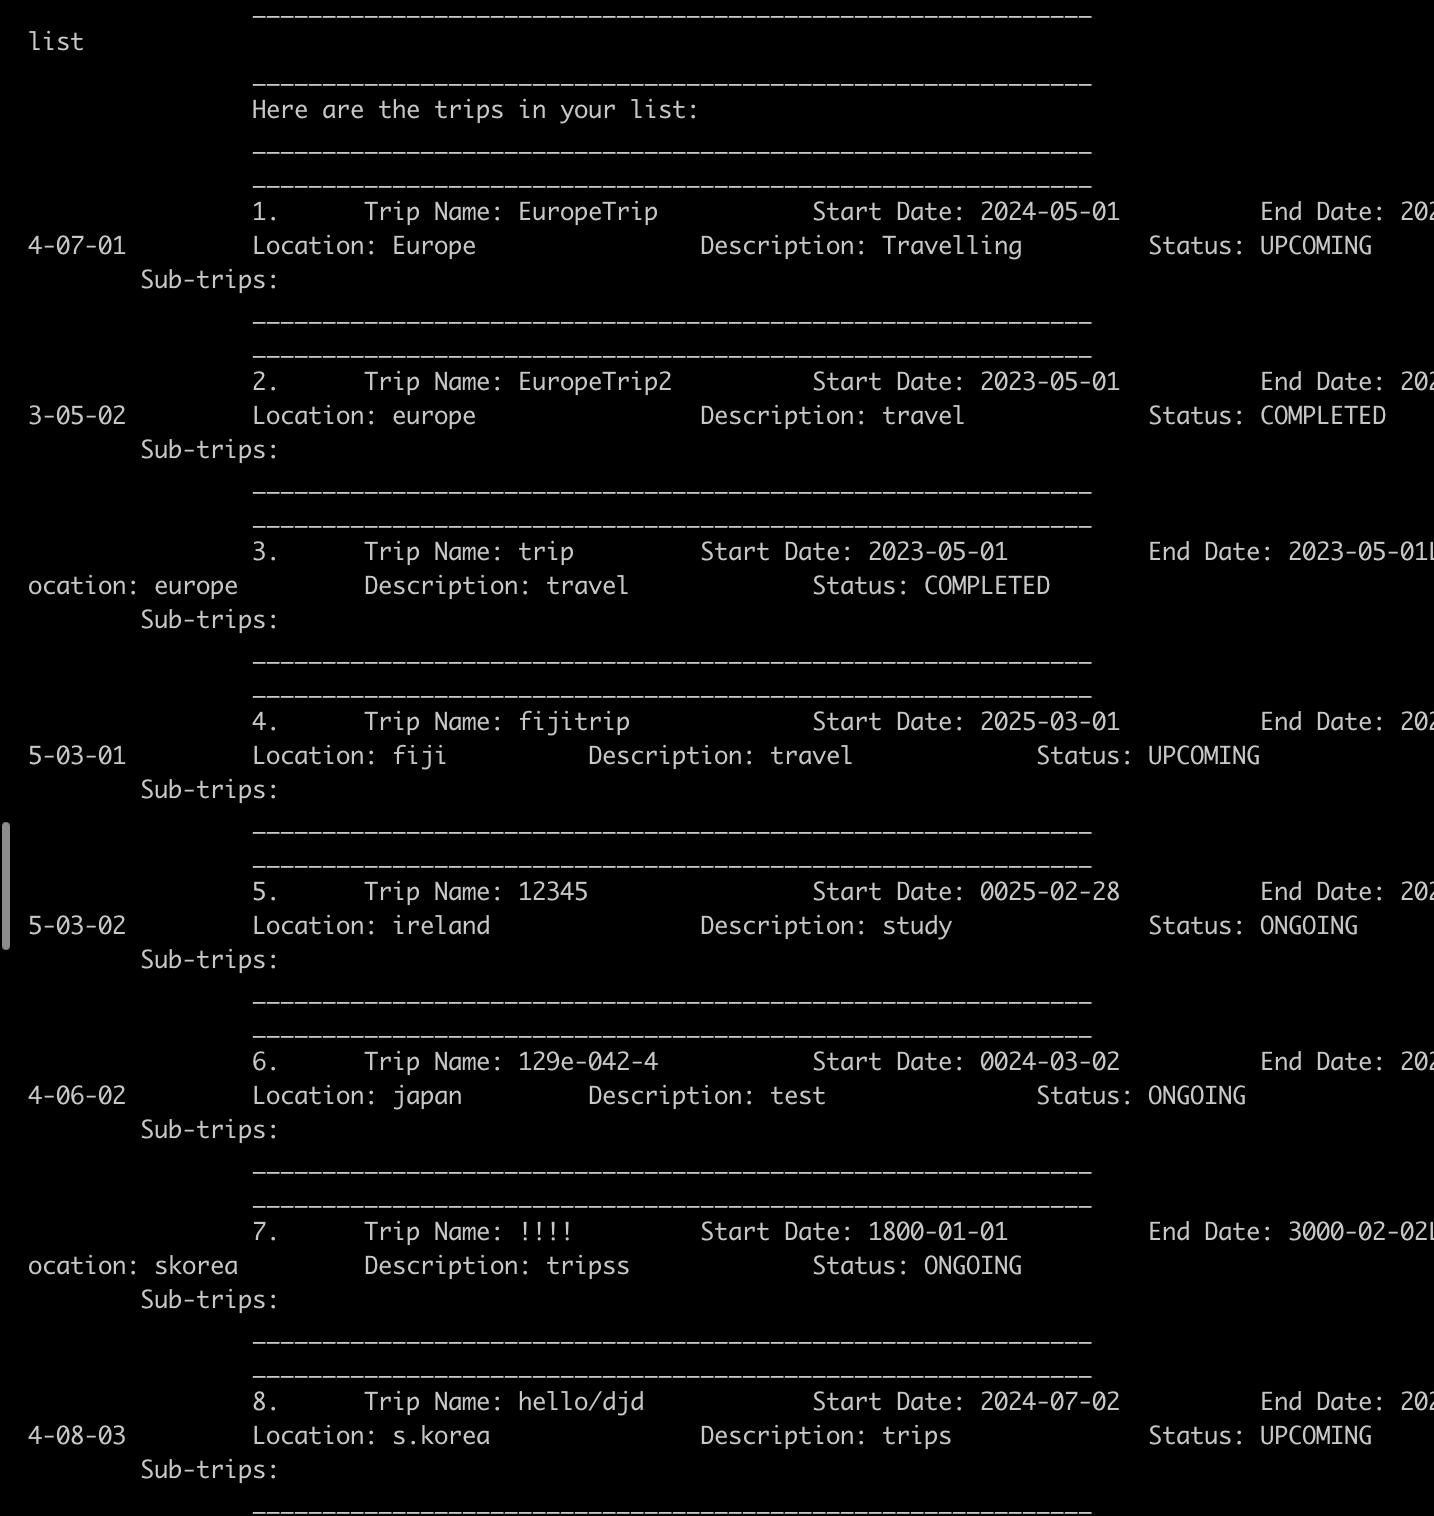 ____________________________________________________________
list
____________________________________________________________
Here are the trips in your list:
____________________________________________________________
____________________________________________________________
1. Trip Name: EuropeTrip Start Date: 2024-05-01 End Date: 202
4-07-01 Location: Europe Description: Travelling Status: UPCOMING
Sub-trips:
____________________________________________________________
____________________________________________________________
2. Trip Name: EuropeTrip2 Start Date: 2023-05-01 End Date: 202
3-05-02 Location: europe Description: travel Status: COMPLETED
Sub-trips:
____________________________________________________________
____________________________________________________________
3. Trip Name: trip Start Date: 2023-05-01 End Date: 2023-05-01L
ocation: europe Description: travel Status: COMPLETED
Sub-trips:
____________________________________________________________
____________________________________________________________
4. Trip Name: fijitrip Start Date: 2025-03-01 End Date: 202
5-03-01 Location: fiji Description: travel Status: UPCOMING
Sub-trips:
____________________________________________________________
____________________________________________________________
5. Trip Name: 12345 Start Date: 0025-02-28 End Date: 202
5-03-02 Location: ireland Description: study Status: ONGOING
Sub-trips:
____________________________________________________________
____________________________________________________________
6. Trip Name: 129e-042-4 Start Date: 0024-03-02 End Date: 202
4-06-02 Location: japan Description: test Status: ONGOING
Sub-trips:
____________________________________________________________
____________________________________________________________
7. Trip Name: !!!! Start Date: 1800-01-01 End Date: 3000-02-02L
ocation: skorea Description: tripss Status: ONGOING
Sub-trips:
____________________________________________________________
____________________________________________________________
8. Trip Name: hello/djd Start Date: 2024-07-02 End Date: 202
4-08-03 Location: s.korea Description: trips Status: UPCOMING
Sub-trips:
____________________________________________________________